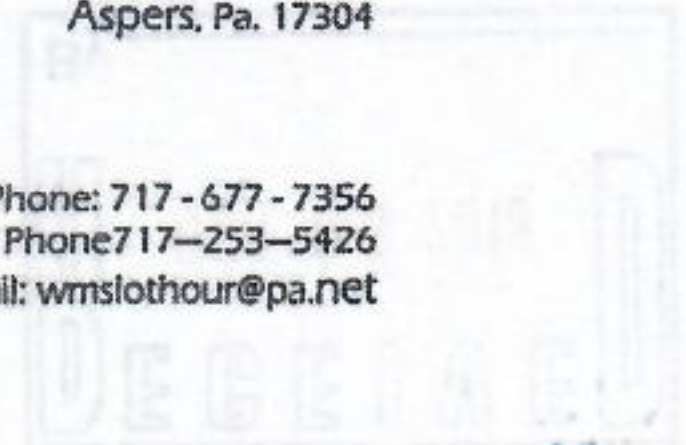 Aspers, Pa. 17304
Phone: 717 - 677 - 7356
Phone717—253—5426
il: wmslothour@pa.net